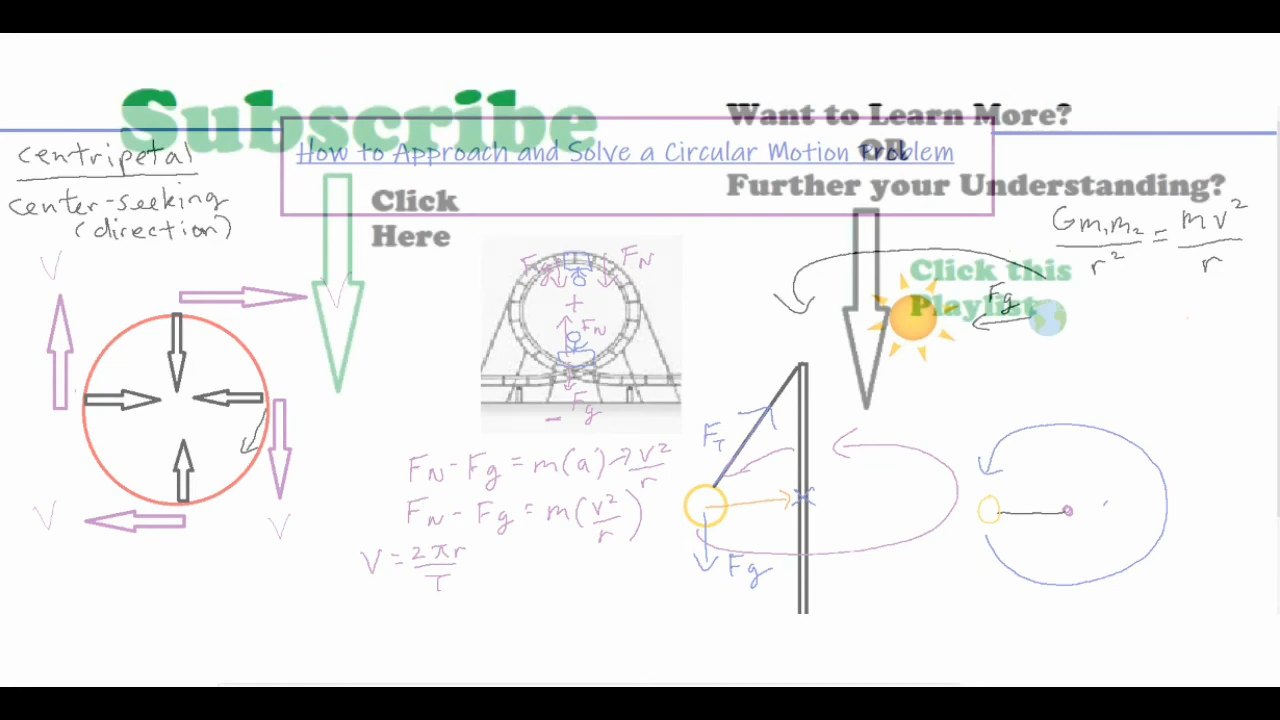 Subscribe
Want to Learn More?
OR
Further your Understanding?
How to Approach and Solve a Circular Motion Problem
centripetal
center-seeking
(direction)
Click
Here
Click this
Playlist
Gm₁m₂/r² = mv²/r
V
V
V
V
Fg
FN
+
FN
Fg
−
Fg
FN − Fg = m(a) → v²/r
FN − Fg = m(v²/r)
V = 2πr/T
FT
Fg